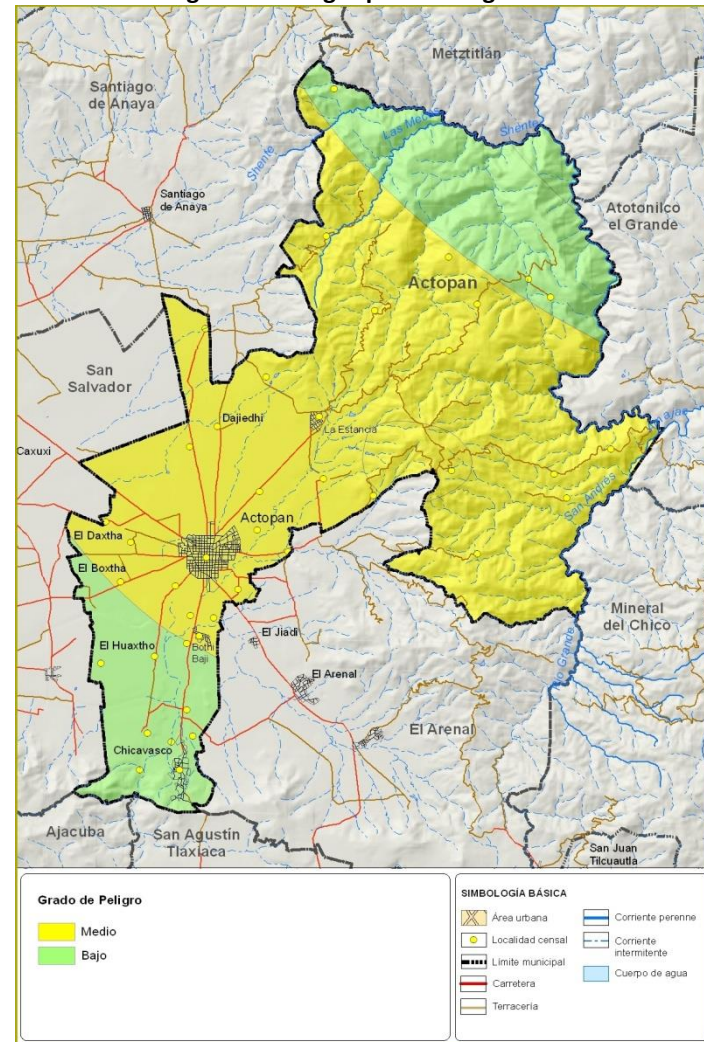 Metztitlán
Santiago
de Anaya
Las Me
Shente
Shente
Santiago
de Anaya
Atotonilco
el Grande
Actopan
San
Salvador
Dajiedhi
La Estancia
Caxuxi
San Andrés
Actopan
El Daxtha
El Boxtha
Mineral
del Chico
El Huaxtho
Bothi
Baji
El Jiadi
El Arenal
Río Grande
El Arenal
Chicavasco
Ajacuba
San Agustín
Tlaxiaca
San Juan
Tilcuautla
Grado de Peligro
Medio
Bajo
SIMBOLOGÍA BÁSICA
Área urbana
Localidad censal
Límite municipal
Carretera
Terracería
Corriente perenne
Corriente
intermitente
Cuerpo de agua